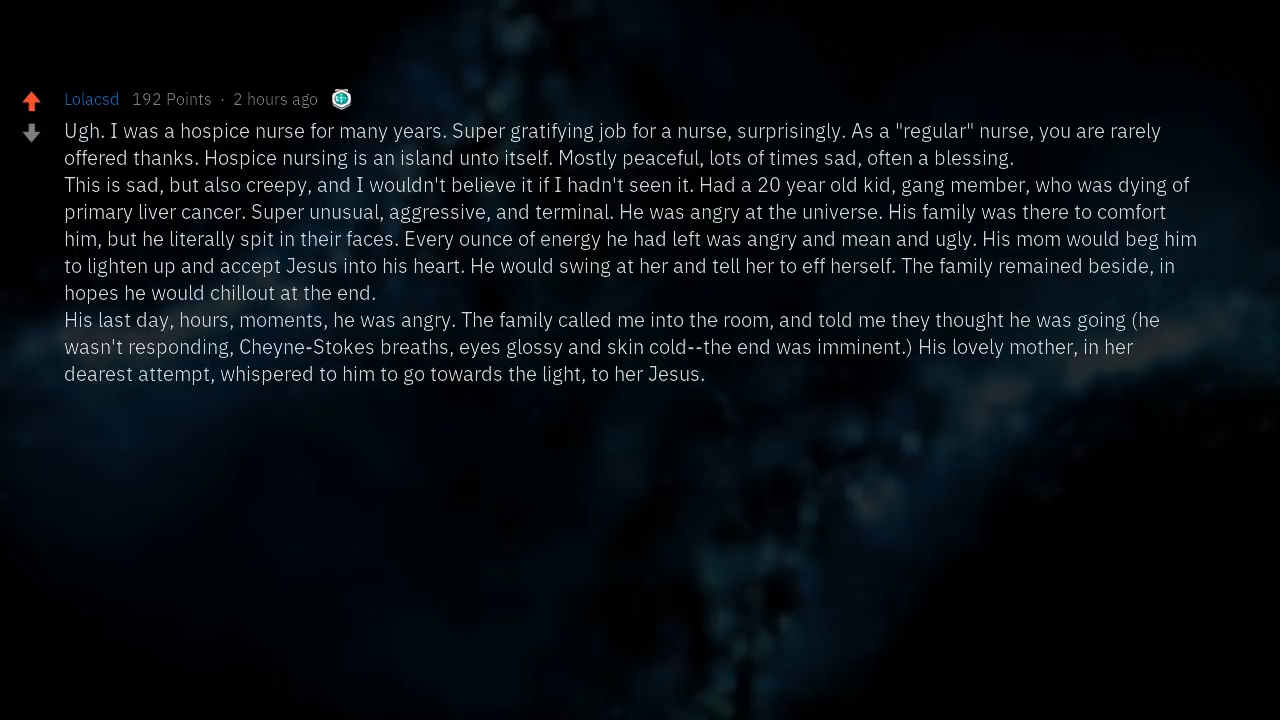 Lolacsd 192 Points · 2 hours ago
Ugh. I was a hospice nurse for many years. Super gratifying job for a nurse, surprisingly. As a "regular" nurse, you are rarely
offered thanks. Hospice nursing is an island unto itself. Mostly peaceful, lots of times sad, often a blessing.
This is sad, but also creepy, and I wouldn't believe it if I hadn't seen it. Had a 20 year old kid, gang member, who was dying of
primary liver cancer. Super unusual, aggressive, and terminal. He was angry at the universe. His family was there to comfort
him, but he literally spit in their faces. Every ounce of energy he had left was angry and mean and ugly. His mom would beg him
to lighten up and accept Jesus into his heart. He would swing at her and tell her to eff herself. The family remained beside, in
hopes he would chillout at the end.
His last day, hours, moments, he was angry. The family called me into the room, and told me they thought he was going (he
wasn't responding, Cheyne-Stokes breaths, eyes glossy and skin cold--the end was imminent.) His lovely mother, in her
dearest attempt, whispered to him to go towards the light, to her Jesus.